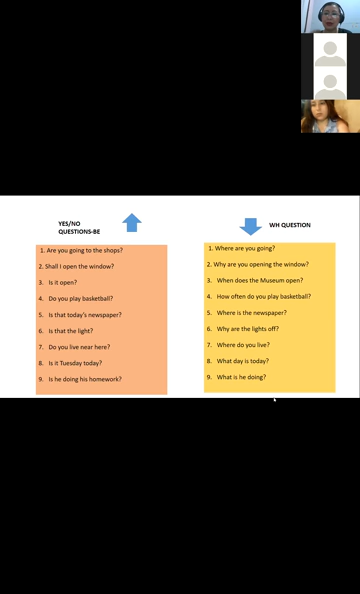 YES/NO
QUESTIONS-BE
1. Are you going to the shops?
2. Shall I open the window?
3. Is it open?
4. Do you play basketball?
5. Is that today's newspaper?
6. Is that the light?
7. Do you live near here?
8. Is it Tuesday today?
9. Is he doing his homework?
WH QUESTION
1. Where are you going?
2. Why are you opening the window?
3. When does the Museum open?
4. How often do you play basketball?
5. Where is the newspaper?
6. Why are the lights off?
7. Where do you live?
8. What day is today?
9. What is he doing?